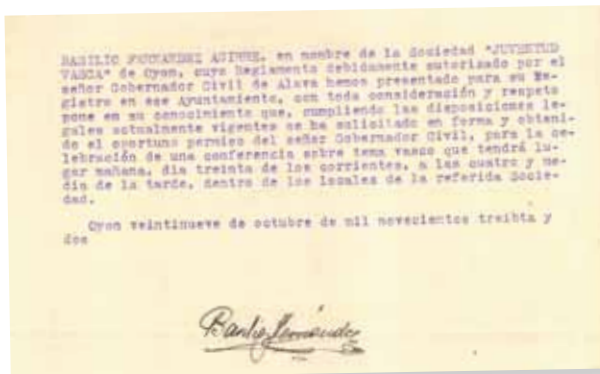 BASILIO FERNANDEZ AGIRRE, en nombre de la Sociedad "JUVENTUD
VASCA" de Oyon, cuyo Reglamento debidamente autorizado por el
señor Gobernador Civil de Alava hemos presentado para su Re-
gistro en ese Ayuntamiento, con toda consideración y respeto
pone en su conocimiento que, cumpliendo las disposiciones le-
gales actualmente vigentes se ha solicitado en forma y obteni-
do el oportuno permiso del señor Gobernador Civil, para la ce-
lebración de una conferencia sobre tema vasco que tendrá lu-
gar mañana, dia treinta de los corrientes, a las cuatro y me-
dia de la tarde, dentro de los locales de la referida Socie-
dad.
Oyon veintinueve de octubre de mil novecientos treibta y
dos
Basilio Fernández